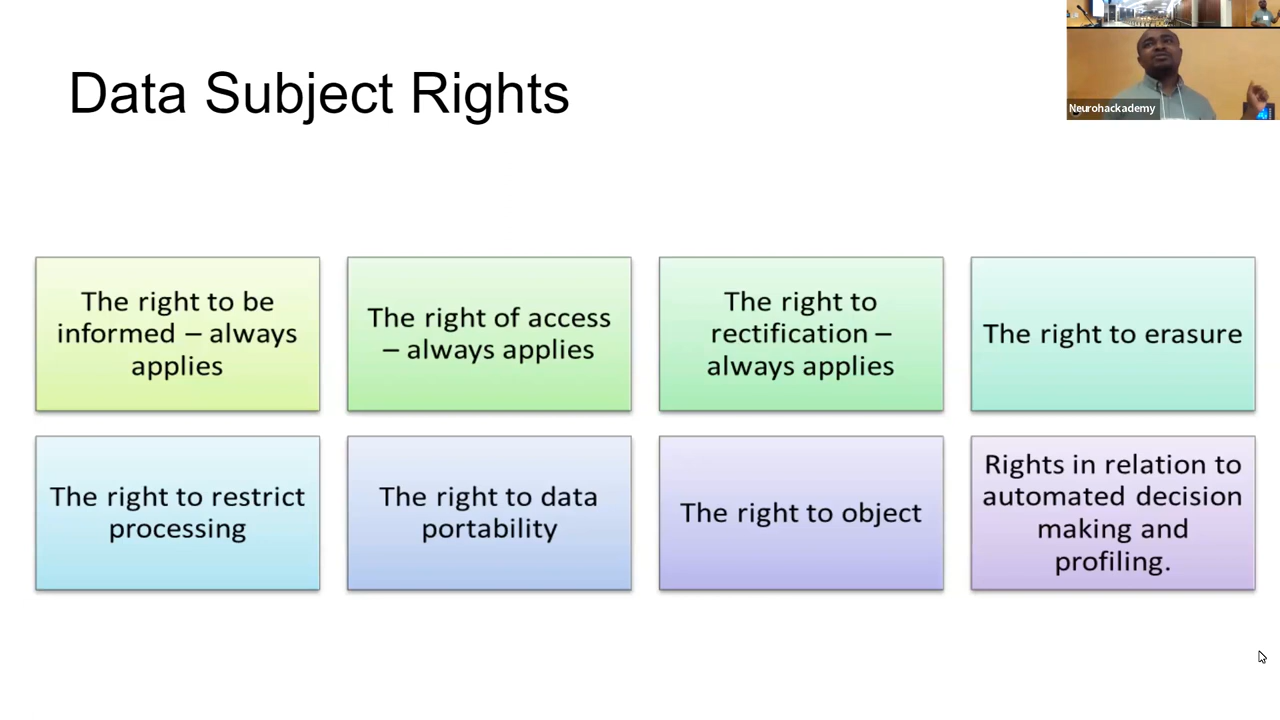 Data Subject Rights
Neurohackademy
The right to be
informed – always
applies
The right of access
– always applies
The right to
rectification –
always applies
The right to erasure
The right to restrict
processing
The right to data
portability
The right to object
Rights in relation to
automated decision
making and
profiling.